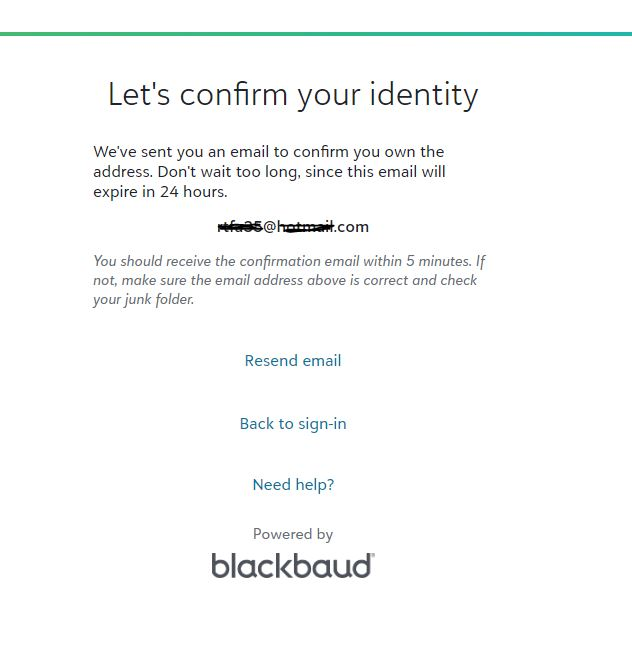 Let's confirm your identity
We've sent you an email to confirm you own the
address. Don't wait too long, since this email will
expire in 24 hours.
@ .com
You should receive the confirmation email within 5 minutes. If
not, make sure the email address above is correct and check
your junk folder.
Resend email
Back to sign-in
Need help?
Powered by
blackbaud®